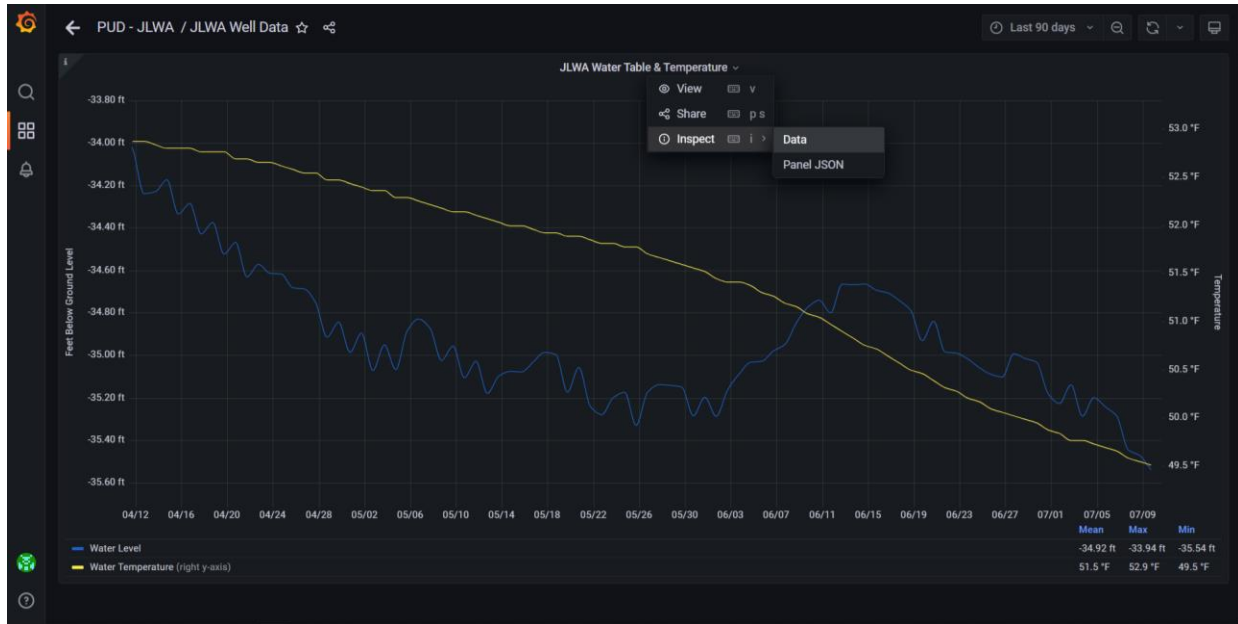 PUD - JLWA / JLWA Well Data
Last 90 days
i
JLWA Water Table & Temperature
View v
Share p s
Inspect i >
Data
Panel JSON
-33.80 ft
-34.00 ft
-34.20 ft
-34.40 ft
-34.60 ft
-34.80 ft
-35.00 ft
-35.20 ft
-35.40 ft
-35.60 ft
Feet Below Ground Level
53.0 °F
52.5 °F
52.0 °F
51.5 °F
51.0 °F
50.5 °F
50.0 °F
49.5 °F
Temperature
04/12 04/16 04/20 04/24 04/28 05/02 05/06 05/10 05/14 05/18 05/22 05/26 05/30 06/03 06/07 06/11 06/15 06/19 06/23 06/27 07/01 07/05 07/09
Mean Max Min
Water Level -34.92 ft -33.94 ft -35.54 ft
Water Temperature (right y-axis) 51.5 °F 52.9 °F 49.5 °F